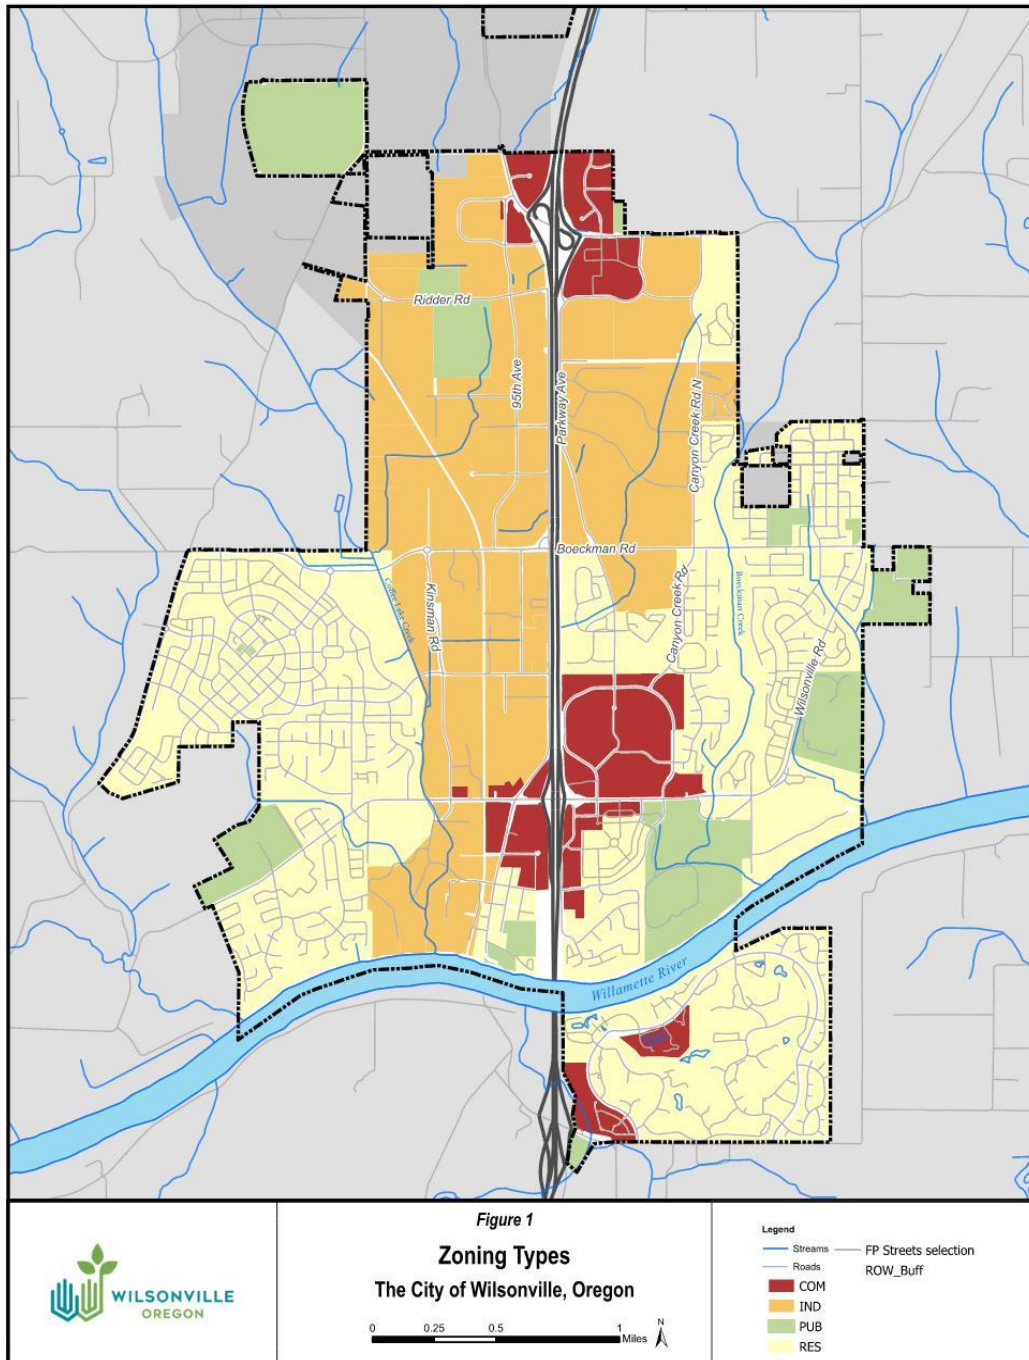 Ridder Rd
95th Ave
Parkway Ave
Canyon Creek Rd N
Boeckman Rd
Coffee Lake Creek
Kinsman Rd
Canyon Creek Rd
Boeckman Creek
Wilsonville Rd
Willamette River
WILSONVILLE
OREGON
Figure 1
Zoning Types
The City of Wilsonville, Oregon
0 0.25 0.5 1
Miles
N
Legend
Streams
FP Streets selection
Roads
ROW_Buff
COM
IND
PUB
RES